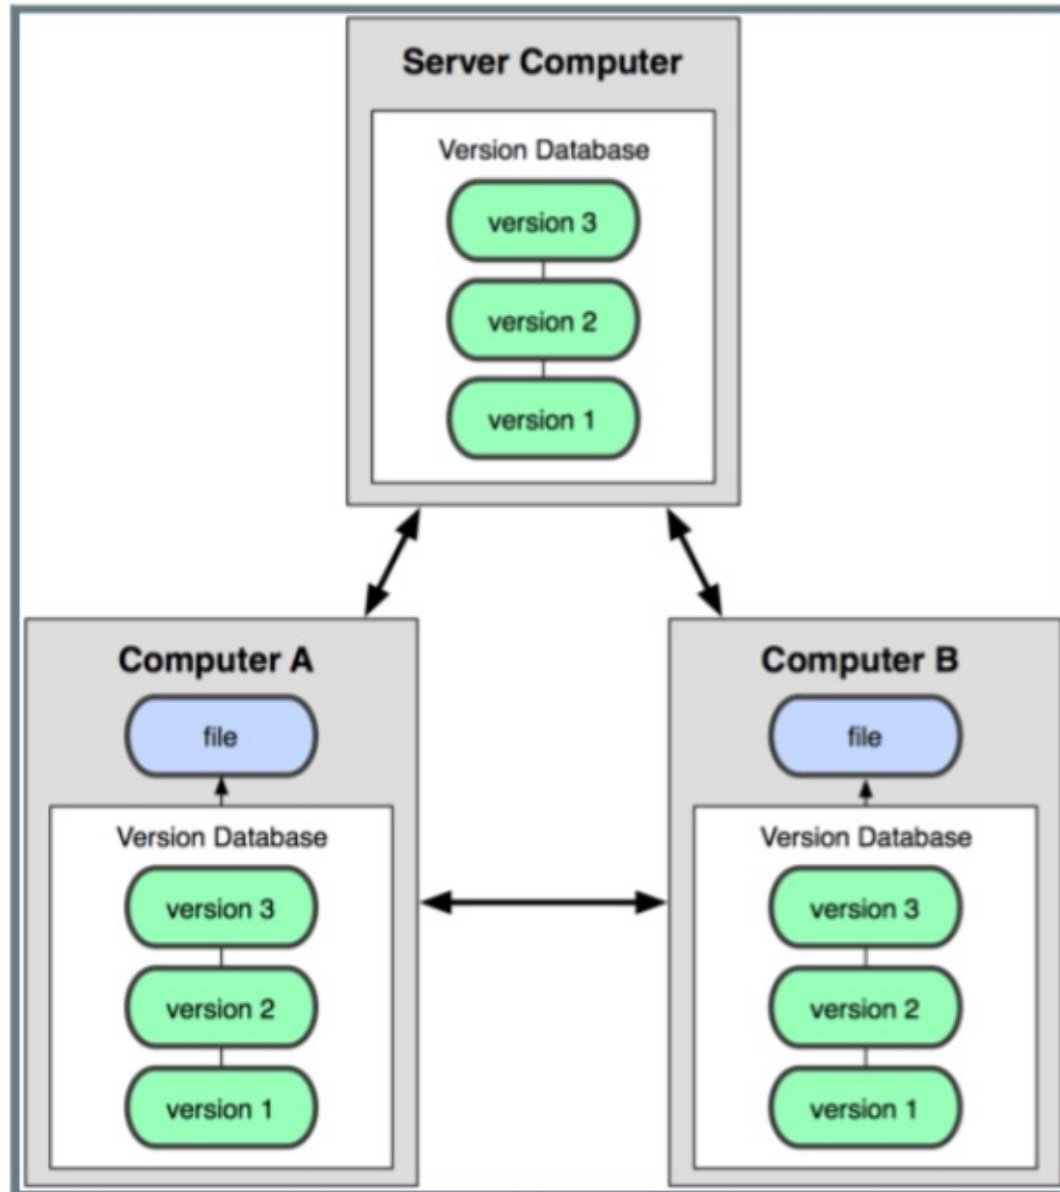 Server Computer
Version Database
version 3
version 2
version 1
Computer A
file
Version Database
version 3
version 2
version 1
Computer B
file
Version Database
version 3
version 2
version 1